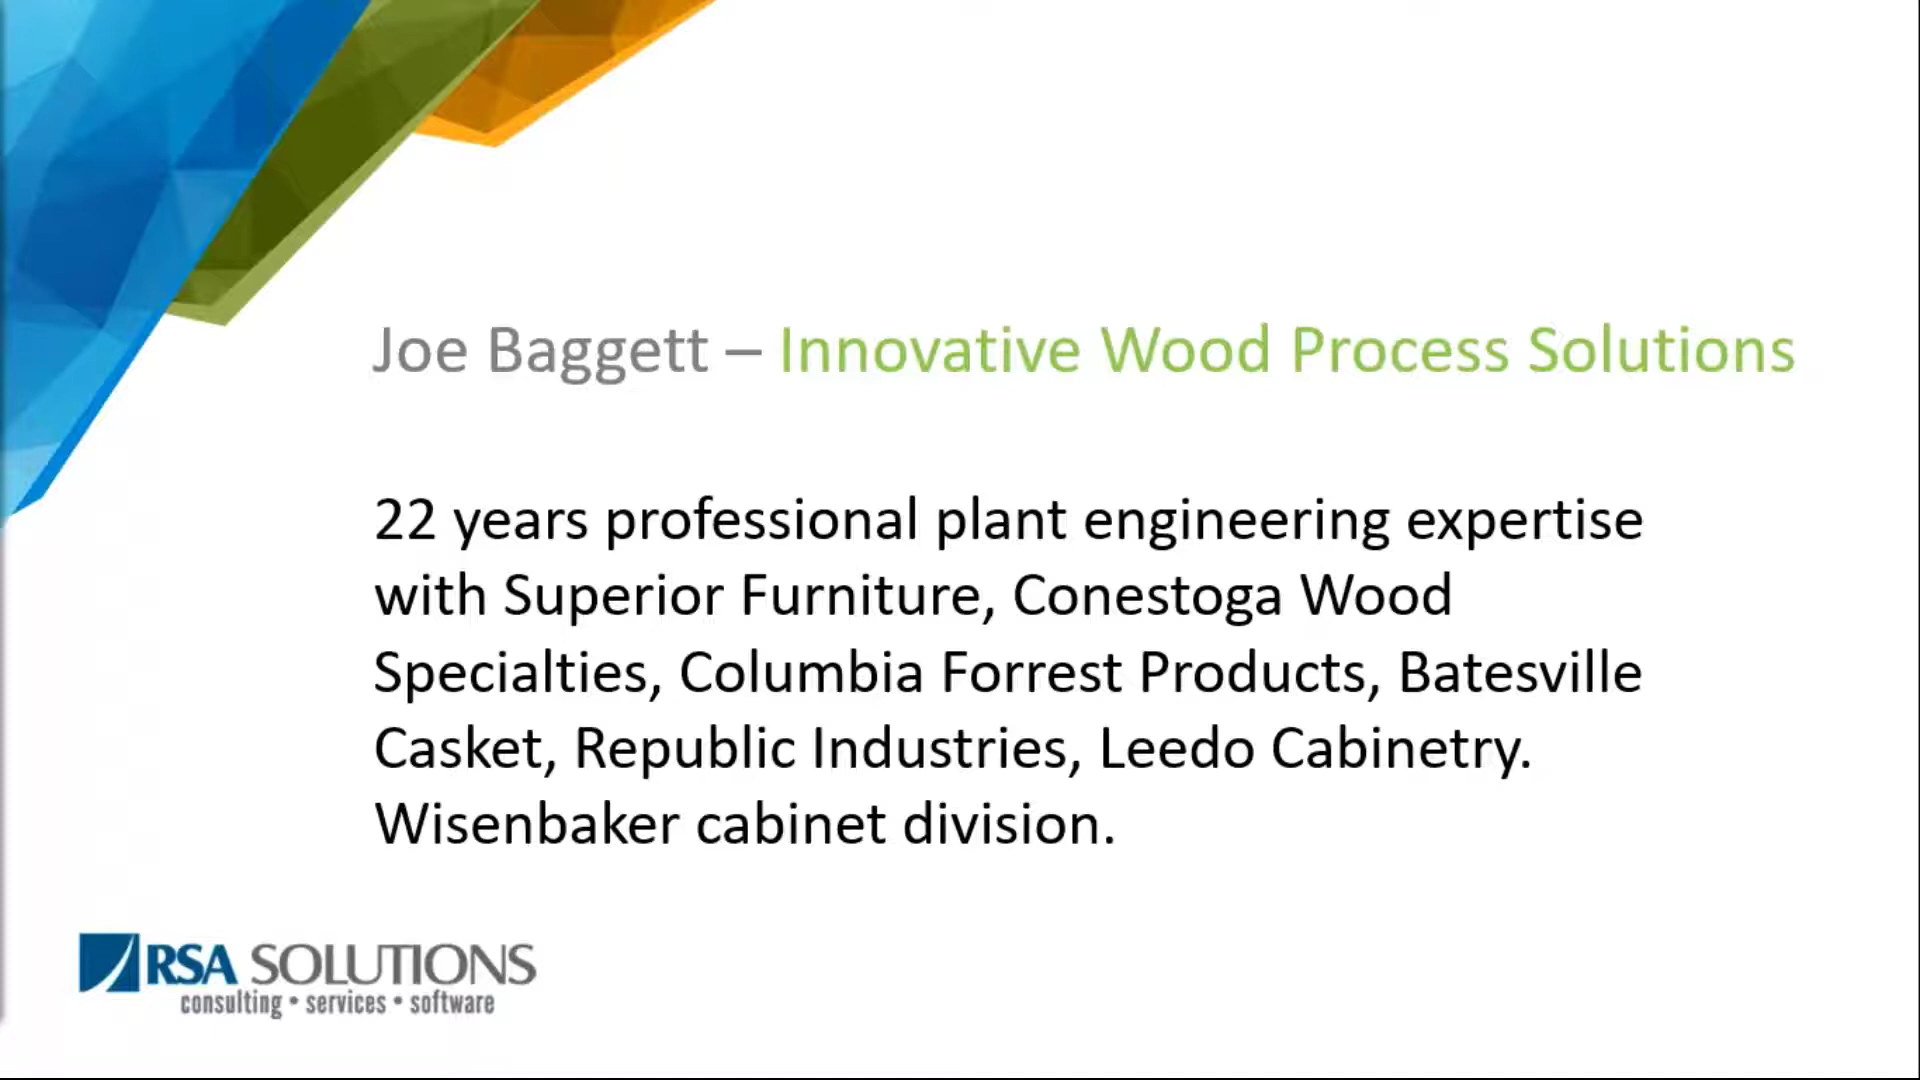 Joe Baggett – Innovative Wood Process Solutions
22 years professional plant engineering expertise
with Superior Furniture, Conestoga Wood
Specialties, Columbia Forrest Products, Batesville
Casket, Republic Industries, Leedo Cabinetry.
Wisenbaker cabinet division.
RSA SOLUTIONS
consulting • services • software